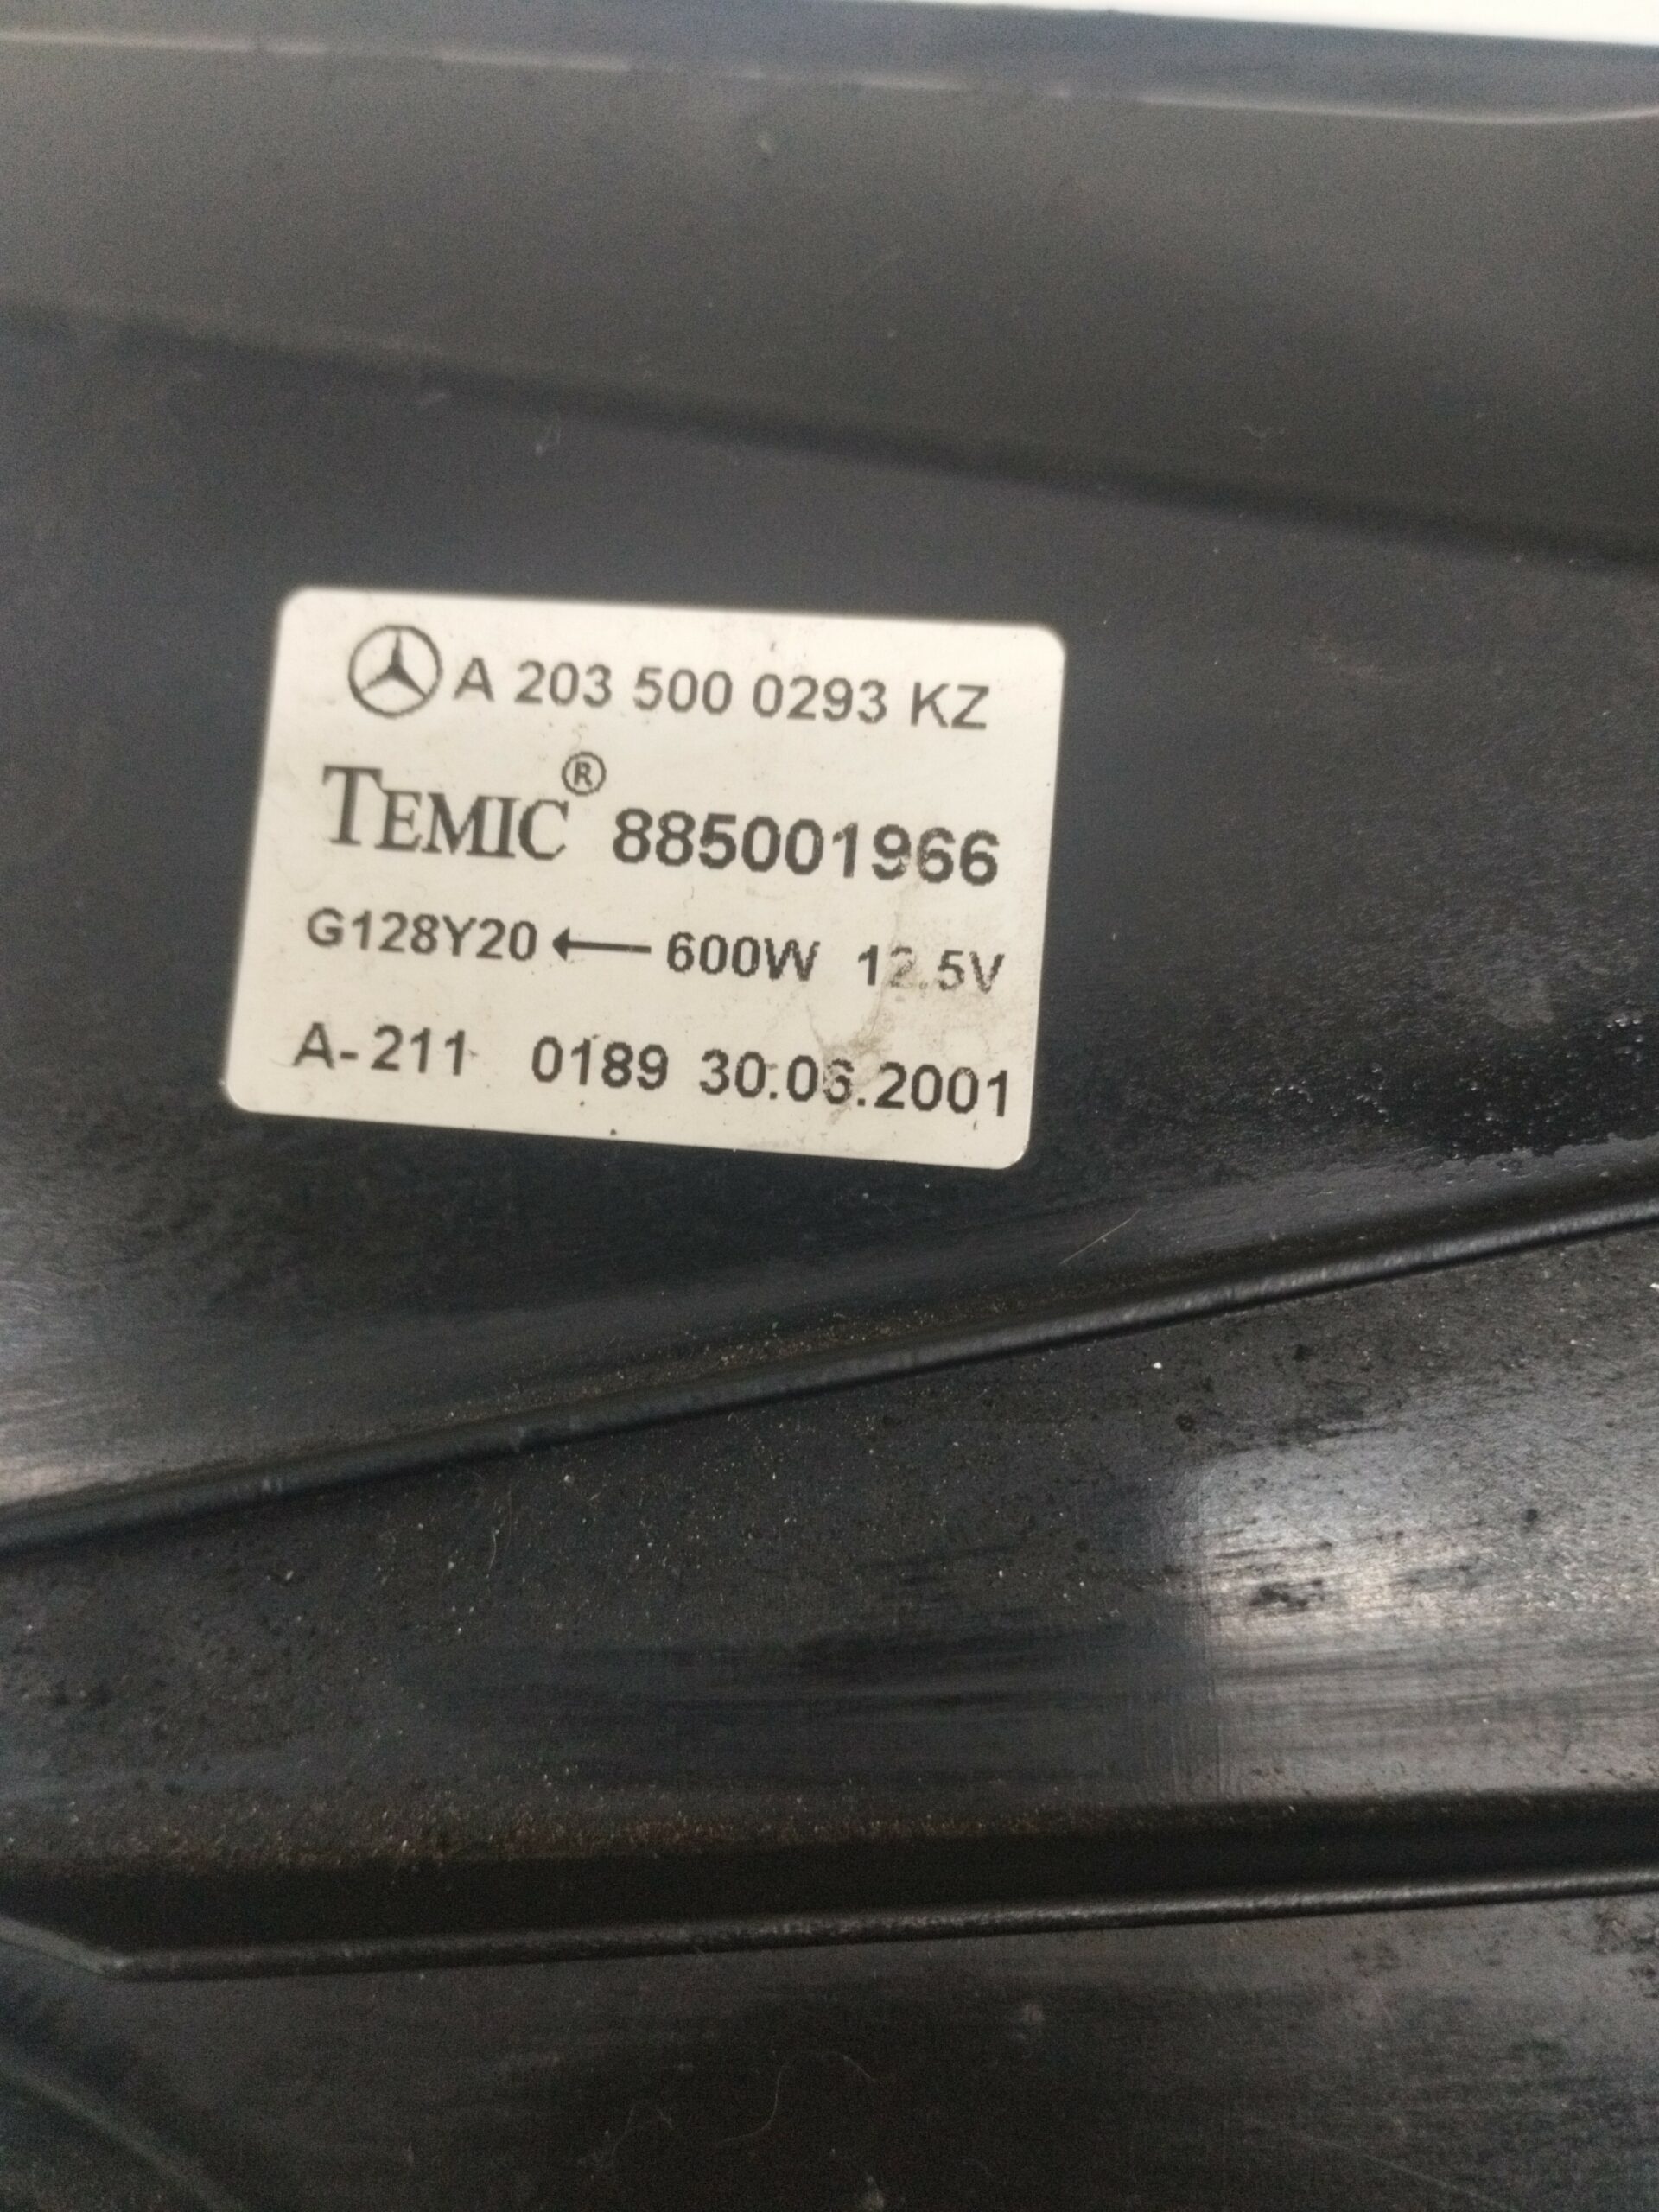 A 203 500 0293 KZ
TEMIC® 885001966
G128Y20 ← 600W 12.5V
A-211 0189 30.06.2001